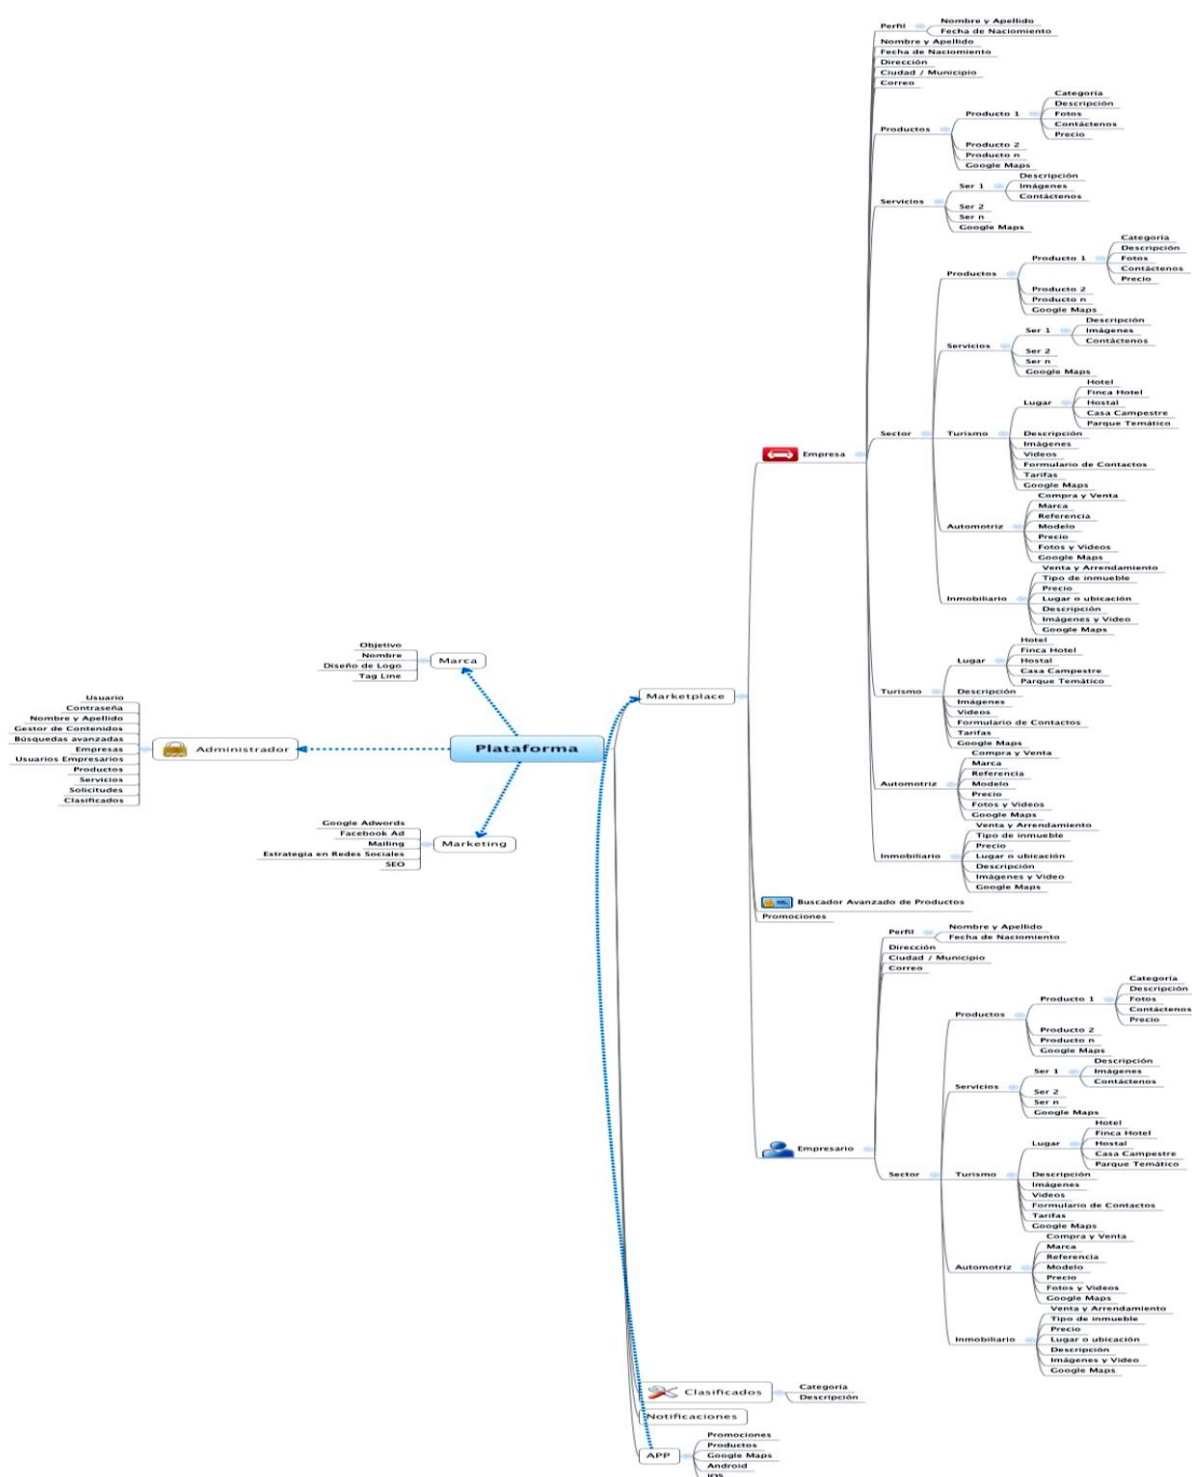 Plataforma
Marca
Objetivo
Nombre
Diseño de Logo
Tag Line
Administrador
Usuario
Contraseña
Nombre y Apellido
Gestor de Contenidos
Búsquedas avanzadas
Empresas
Usuarios Empresarios
Productos
Servicios
Solicitudes
Clasificados
Marketing
Google Adwords
Facebook Ad
Mailing
Estrategia en Redes Sociales
SEO
Marketplace
Empresa
Perfil
Nombre y Apellido
Fecha de Naciomiento
Nombre y Apellido
Fecha de Naciomiento
Dirección
Ciudad / Municipio
Correo
Productos
Producto 1
Categoría
Descripción
Fotos
Contáctenos
Precio
Producto 2
Producto n
Google Maps
Servicios
Ser 1
Descripción
Imágenes
Contáctenos
Ser 2
Ser n
Google Maps
Sector
Productos
Producto 1
Categoría
Descripción
Fotos
Contáctenos
Precio
Producto 2
Producto n
Google Maps
Servicios
Ser 1
Descripción
Imágenes
Contáctenos
Ser 2
Ser n
Google Maps
Turismo
Lugar
Hotel
Finca Hotel
Hostal
Casa Campestre
Parque Temático
Descripción
Imágenes
Videos
Formulario de Contactos
Tarifas
Google Maps
Automotriz
Compra y Venta
Marca
Referencia
Modelo
Precio
Fotos y Videos
Google Maps
Inmobiliario
Venta y Arrendamiento
Tipo de inmueble
Precio
Lugar o ubicación
Descripción
Imágenes y Video
Google Maps
Turismo
Lugar
Hotel
Finca Hotel
Hostal
Casa Campestre
Parque Temático
Descripción
Imágenes
Videos
Formulario de Contactos
Tarifas
Google Maps
Automotriz
Compra y Venta
Marca
Referencia
Modelo
Precio
Fotos y Videos
Google Maps
Inmobiliario
Venta y Arrendamiento
Tipo de inmueble
Precio
Lugar o ubicación
Descripción
Imágenes y Video
Google Maps
Buscador Avanzado de Productos
Promociones
Empresario
Perfil
Nombre y Apellido
Fecha de Naciomiento
Dirección
Ciudad / Municipio
Correo
Sector
Productos
Producto 1
Categoría
Descripción
Fotos
Contáctenos
Precio
Producto 2
Producto n
Google Maps
Servicios
Ser 1
Descripción
Imágenes
Contáctenos
Ser 2
Ser n
Google Maps
Turismo
Lugar
Hotel
Finca Hotel
Hostal
Casa Campestre
Parque Temático
Descripción
Imágenes
Videos
Formulario de Contactos
Tarifas
Google Maps
Automotriz
Compra y Venta
Marca
Referencia
Modelo
Precio
Fotos y Videos
Google Maps
Inmobiliario
Venta y Arrendamiento
Tipo de inmueble
Precio
Lugar o ubicación
Descripción
Imágenes y Video
Google Maps
Clasificados
Categoría
Descripción
Notificaciones
APP
Promociones
Productos
Google Maps
Android
IOS